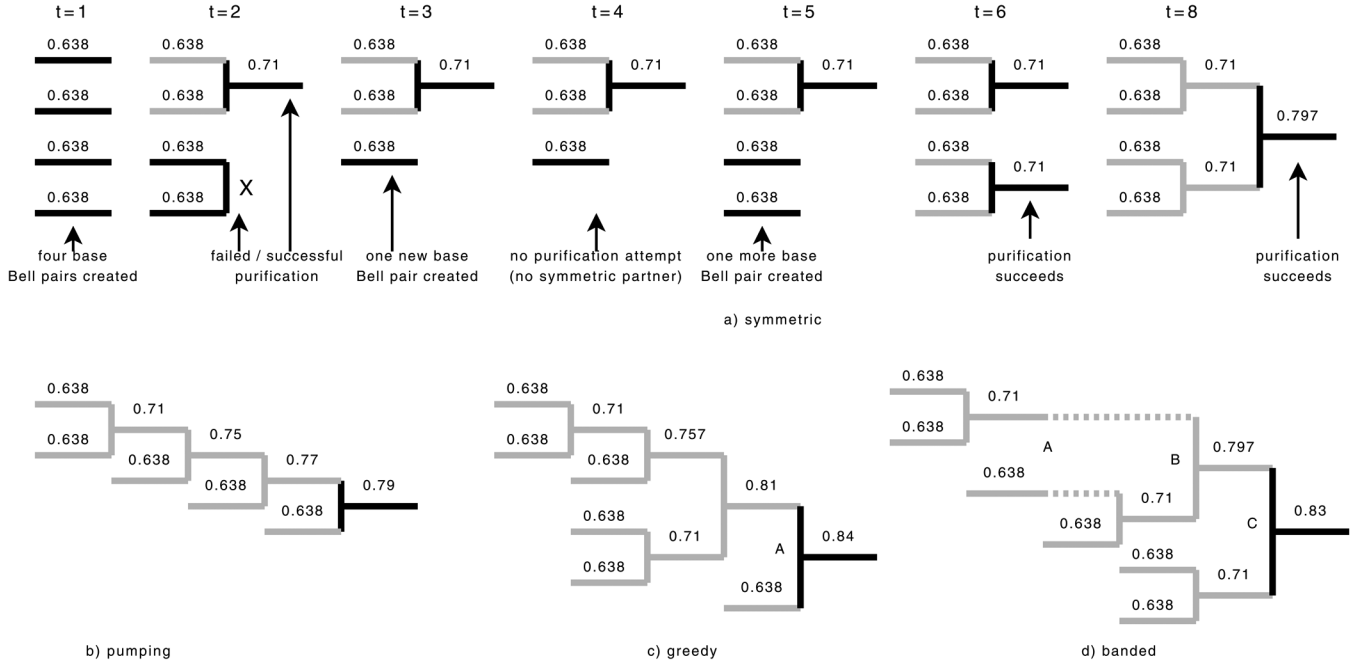 t=1 t=2 t=3 t=4 t=5 t=6 t=8
0.638 0.638 0.638 0.638 0.638 0.638 0.638
0.71 0.71 0.71 0.71 0.71 0.71
0.638 0.638 0.638 0.638 0.638 0.638 0.638
0.797
0.638 0.638 0.638 0.638 0.638 0.638 0.638
X 0.71 0.71
0.638 0.638 0.638 0.638 0.638
four base failed / successful one new base no purification attempt one more base purification purification
Bell pairs created purification Bell pair created (no symmetric partner) Bell pair created succeeds succeeds
a) symmetric
0.638
0.71
0.638
0.75
0.638
0.77
0.638
0.79
0.638
b) pumping
0.638
0.71
0.638
0.757
0.638
0.81
0.638
0.71
0.638
A 0.84
0.638
c) greedy
0.638
0.71
0.638
A
B 0.797
0.638
0.71
0.638
C 0.83
0.638
0.71
0.638
d) banded